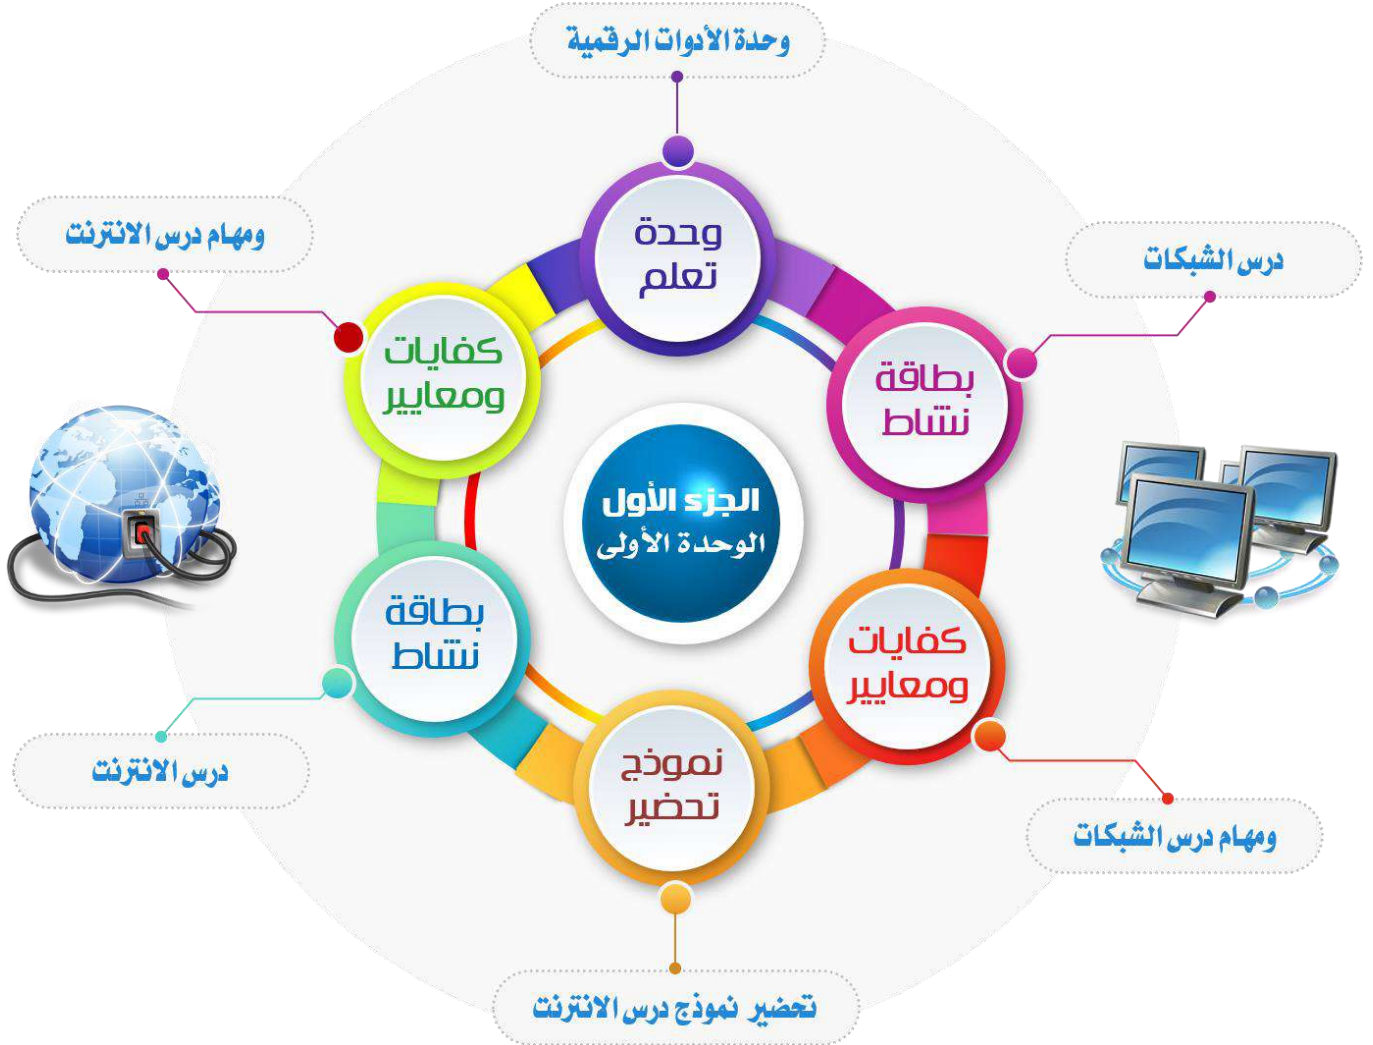 وحدة الأدوات الرقمية
وحدة
تعلم
درس الشبكات
بطاقة
نشاط
كفايات
ومعايير
ومهام درس الشبكات
نموذج
تحضير
تحضير نموذج درس الانترنت
بطاقة
نشاط
درس الانترنت
كفايات
ومعايير
ومهام درس الانترنت
الجزء الأول
الوحدة الأولى